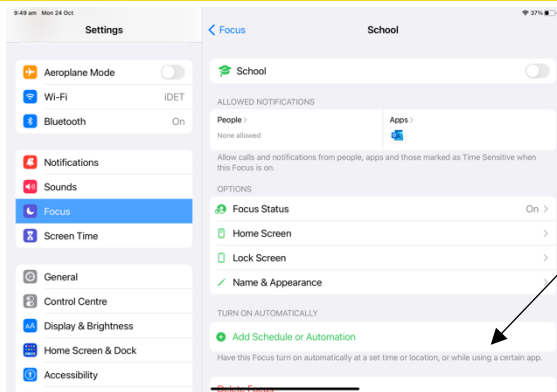 9:49 am Mon 24 Oct
37%
Settings
Focus
School
Aeroplane Mode
Wi-Fi
iDET
Bluetooth
On
Notifications
Sounds
Focus
Screen Time
General
Control Centre
AA
Display & Brightness
Home Screen & Dock
Accessibility
School
ALLOWED NOTIFICATIONS
People
Apps
None allowed
Allow calls and notifications from people, apps and those marked as Time Sensitive when
this Focus is on.
OPTIONS
Focus Status
On
Home Screen
Lock Screen
Name & Appearance
TURN ON AUTOMATICALLY
Add Schedule or Automation
Have this Focus turn on automatically at a set time or location, or while using a certain app.
Delete Focus